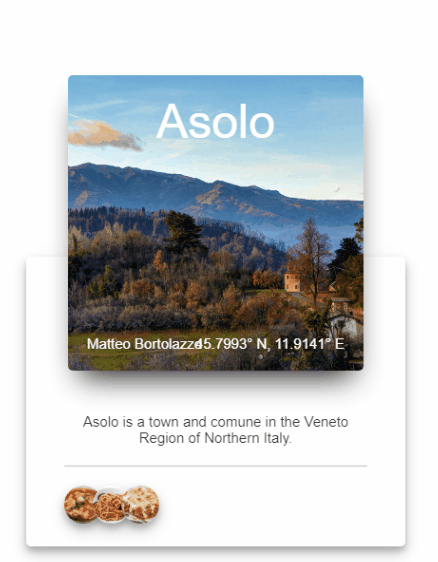 Asolo
Matteo Bortolazzo 45.7993° N, 11.9141° E
Asolo is a town and comune in the Veneto
Region of Northern Italy.